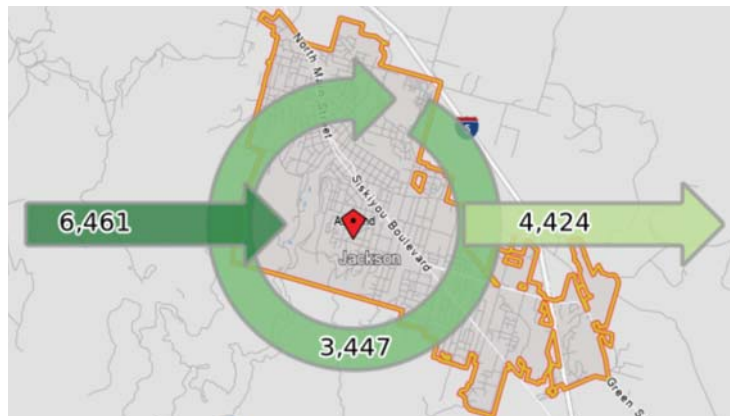 North Main Street
5
Siskiyou Boulevard
6,461
4,424
Jackson
3,447
Green S